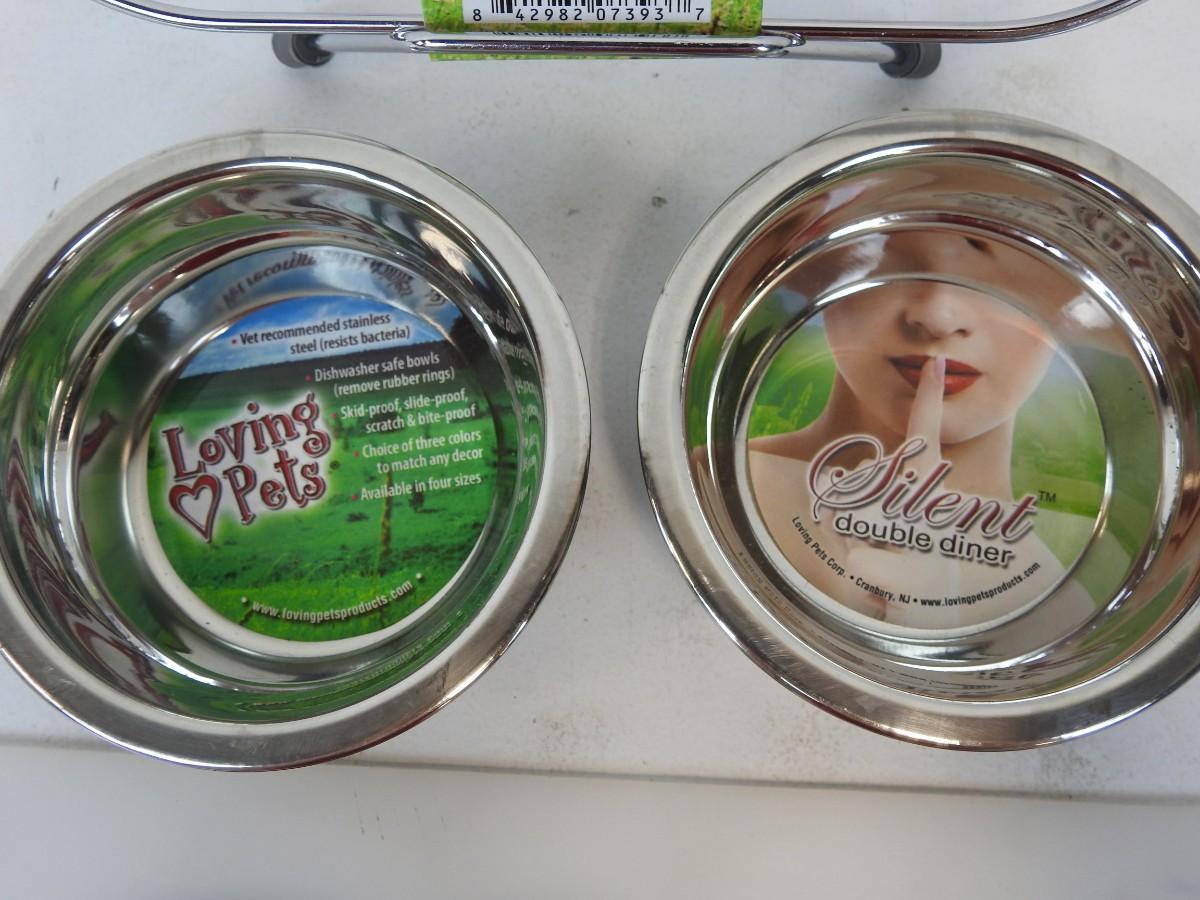 8 42982 07393 7
• Vet recommended stainless
steel (resists bacteria)
• Dishwasher safe bowls
(remove rubber rings)
• Skid-proof, slide-proof,
scratch & bite-proof
• Choice of three colors
to match any decor
• Available in four sizes
Loving
Pets
• www.lovingpetsproducts.com •
Silent™
double diner
Loving Pets Corp. • Cranbury, NJ • www.lovingpetsproducts.com